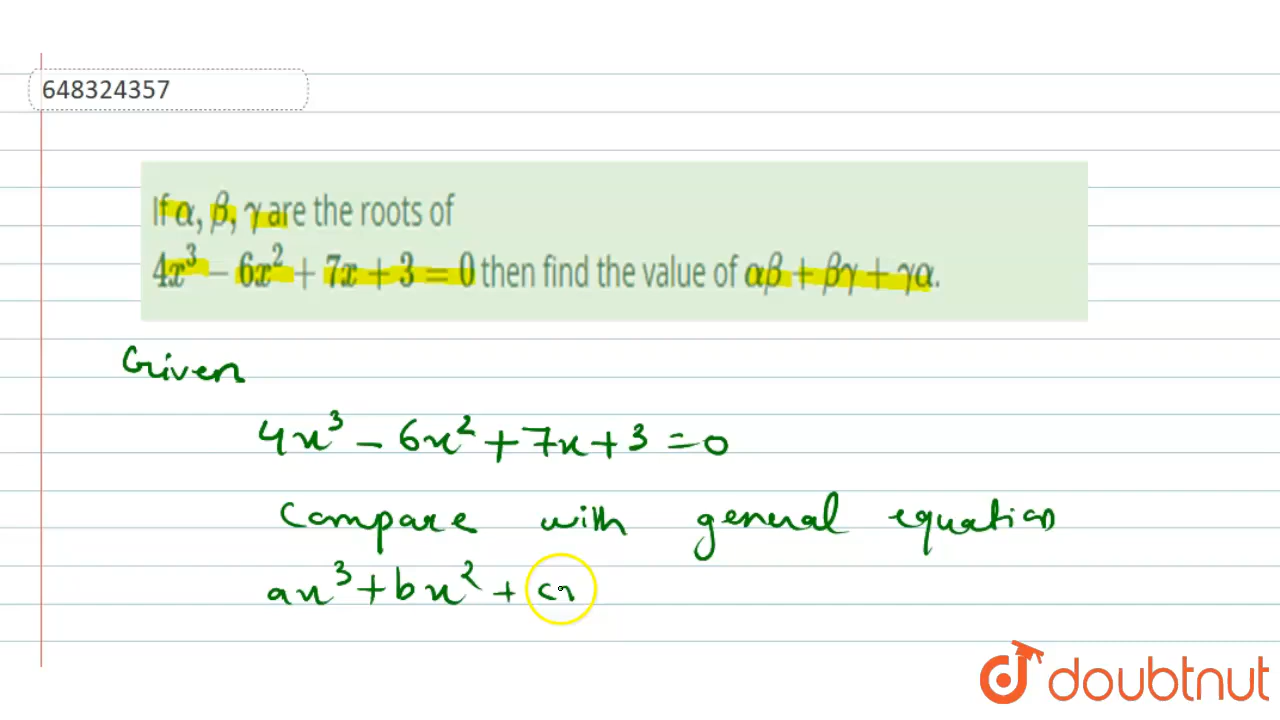 648324357
If α, β, γ are the roots of
4x³ − 6x² + 7x + 3 = 0 then find the value of αβ + βγ + γα.
Given
4x³ − 6x² + 7x + 3 = 0
Compare with general equation
ax³ + bx² + cx
doubtnut